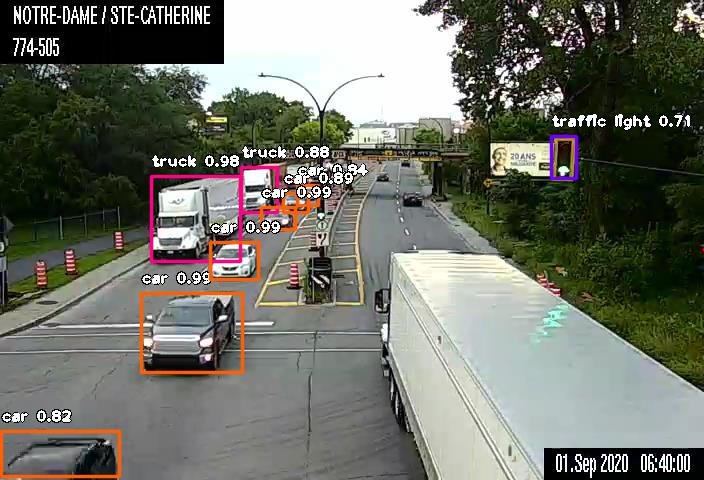 NOTRE-DAME / STE-CATHERINE
774-505
traffic light 0.71
truck 0.98
truck 0.88
car 0.84
car 0.89
car 0.99
car 0.99
car 0.99
car 0.82
20 ANS
01.Sep 2020 06:40:00